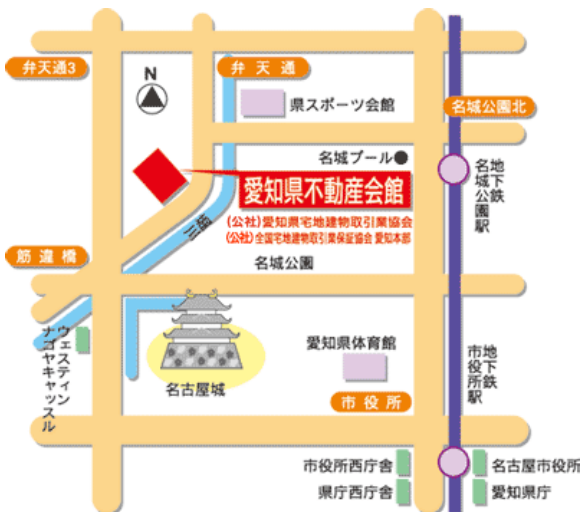 弁天通3
弁天通
N
県スポーツ会館
名城公園北
名城プール
愛知県不動産会館
地下鉄
名城公園駅
(公社)愛知県宅地建物取引業協会
(公社)全国宅地建物取引業保証協会 愛知本部
堀川
筋違橋
名城公園
ウェスティン
ナゴヤキャッスル
名古屋城
愛知県体育館
地下鉄
市役所駅
市役所
市役所西庁舎
名古屋市役所
県庁西庁舎
愛知県庁